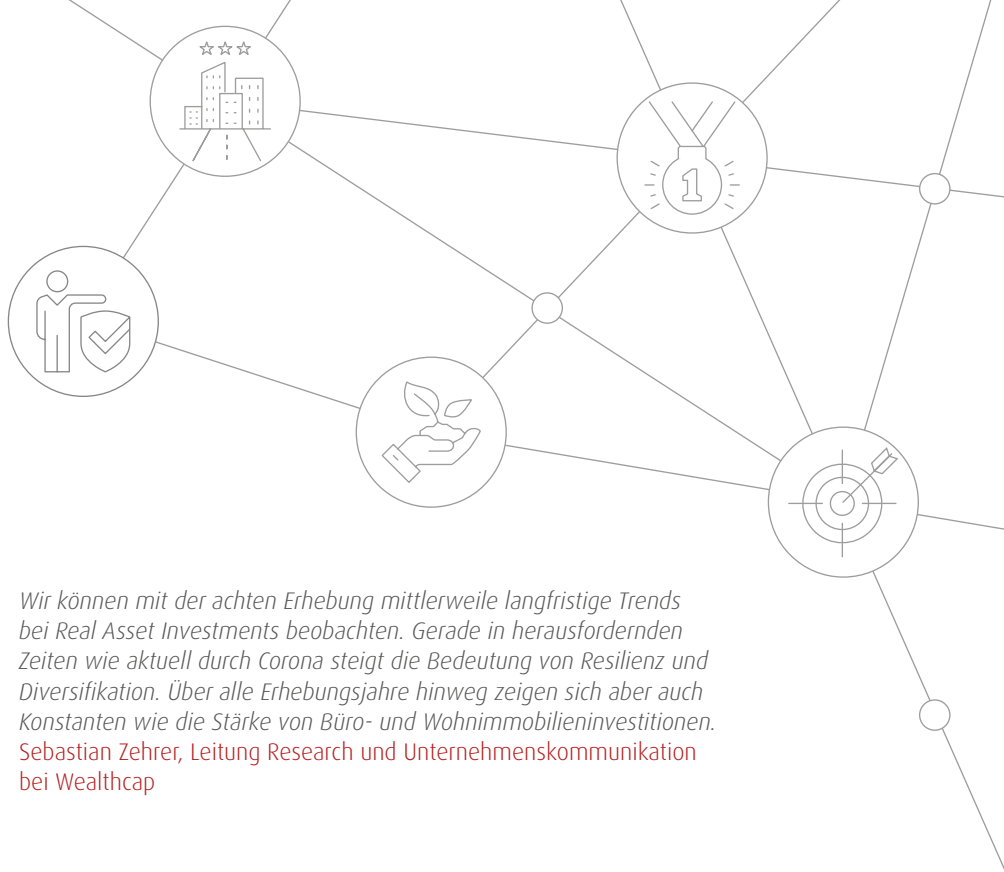 1
Wir können mit der achten Erhebung mittlerweile langfristige Trends
bei Real Asset Investments beobachten. Gerade in herausfordernden
Zeiten wie aktuell durch Corona steigt die Bedeutung von Resilienz und
Diversifikation. Über alle Erhebungsjahre hinweg zeigen sich aber auch
Konstanten wie die Stärke von Büro- und Wohnimmobilieninvestitionen.
Sebastian Zehrer, Leitung Research und Unternehmenskommunikation
bei Wealthcap